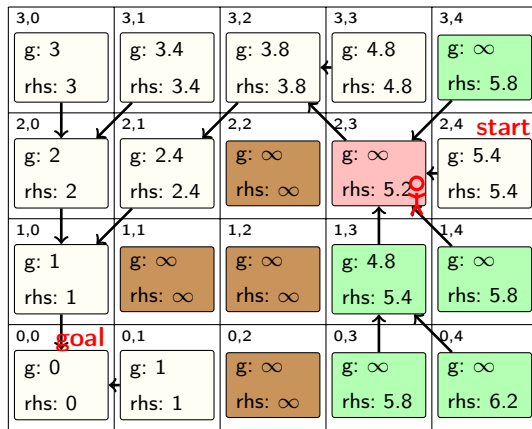 3,0 3,1 3,2 3,3 3,4
g: 3 g: 3.4 g: 3.8 g: 4.8 g: ∞
rhs: 3 rhs: 3.4 rhs: 3.8 rhs: 4.8 rhs: 5.8
2,0 2,1 2,2 2,3 2,4 start
g: 2 g: 2.4 g: ∞ g: ∞ g: 5.4
rhs: 2 rhs: 2.4 rhs: ∞ rhs: 5.2 rhs: 5.4
1,0 1,1 1,2 1,3 1,4
g: 1 g: ∞ g: ∞ g: 4.8 g: ∞
rhs: 1 rhs: ∞ rhs: ∞ rhs: 5.4 rhs: 5.8
0,0 goal 0,1 0,2 0,3 0,4
g: 0 g: 1 g: ∞ g: ∞ g: ∞
rhs: 0 rhs: 1 rhs: ∞ rhs: 5.8 rhs: 6.2